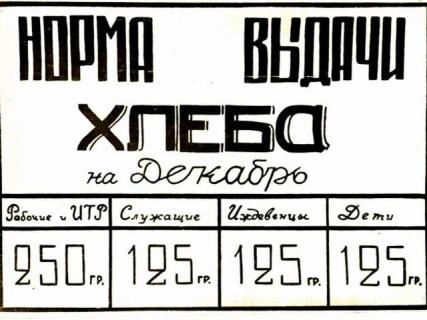 НОРМА ВЫДАЧИ
ХЛЕБА
на Декабрь
Рабочие и ИТР Служащие Иждевенцы Дети
250 гр. 125 гр. 125 гр. 125 гр.